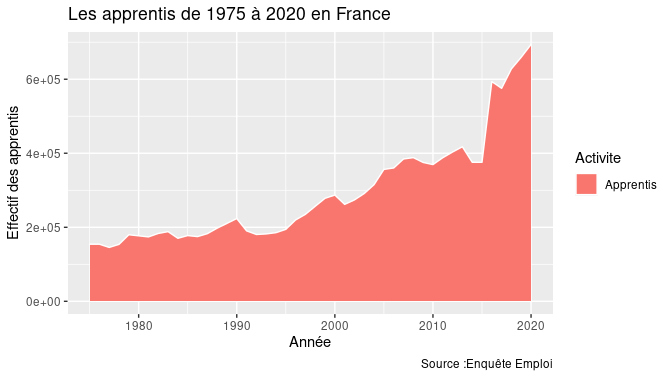 Les apprentis de 1975 à 2020 en France
Effectif des apprentis
6e+05
4e+05
2e+05
0e+00
1980 1990 2000 2010 2020
Année
Activite
Apprentis
Source :Enquête Emploi